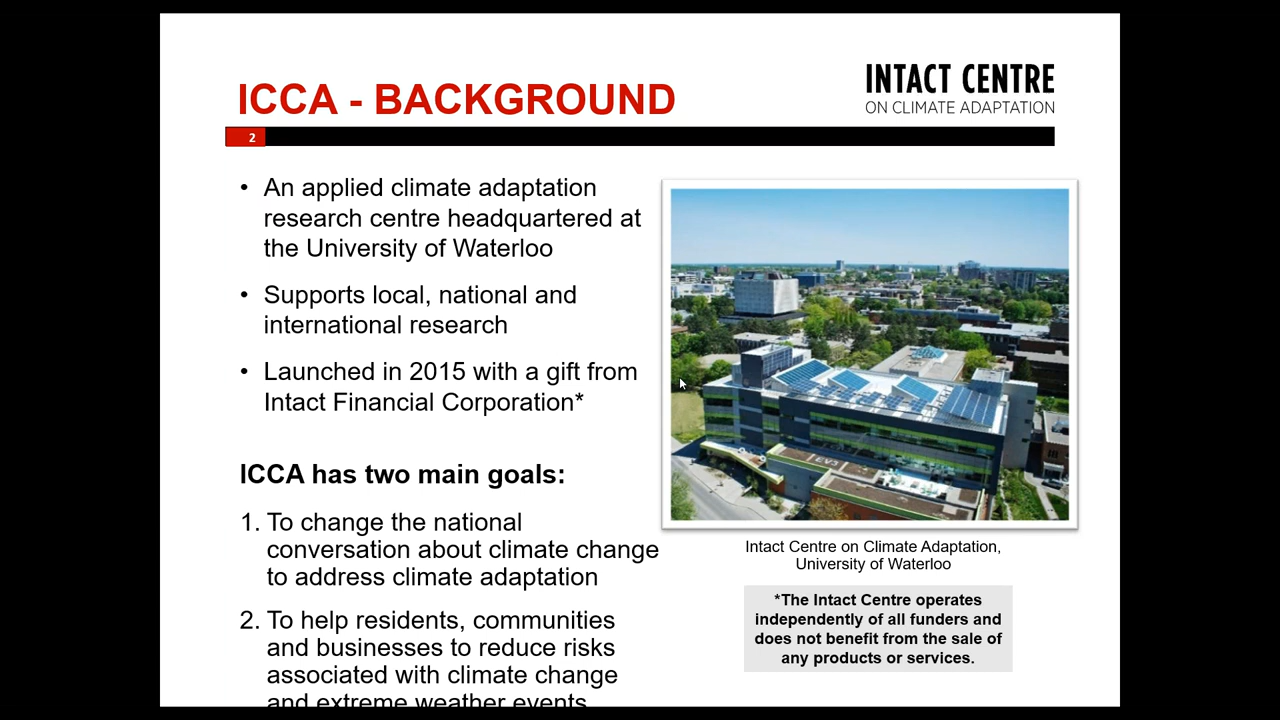 ICCA - BACKGROUND
INTACT CENTRE
ON CLIMATE ADAPTATION
2
• An applied climate adaptation
research centre headquartered at
the University of Waterloo
• Supports local, national and
international research
• Launched in 2015 with a gift from
Intact Financial Corporation*
ICCA has two main goals:
1. To change the national
conversation about climate change
to address climate adaptation
2. To help residents, communities
and businesses to reduce risks
associated with climate change
and extreme weather events
EV3
Intact Centre on Climate Adaptation,
University of Waterloo
*The Intact Centre operates
independently of all funders and
does not benefit from the sale of
any products or services.